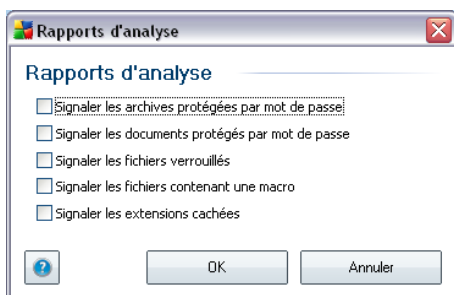 Rapports d'analyse
Rapports d'analyse
Signaler les archives protégées par mot de passe
Signaler les documents protégés par mot de passe
Signaler les fichiers verrouillés
Signaler les fichiers contenant une macro
Signaler les extensions cachées
?
OK
Annuler